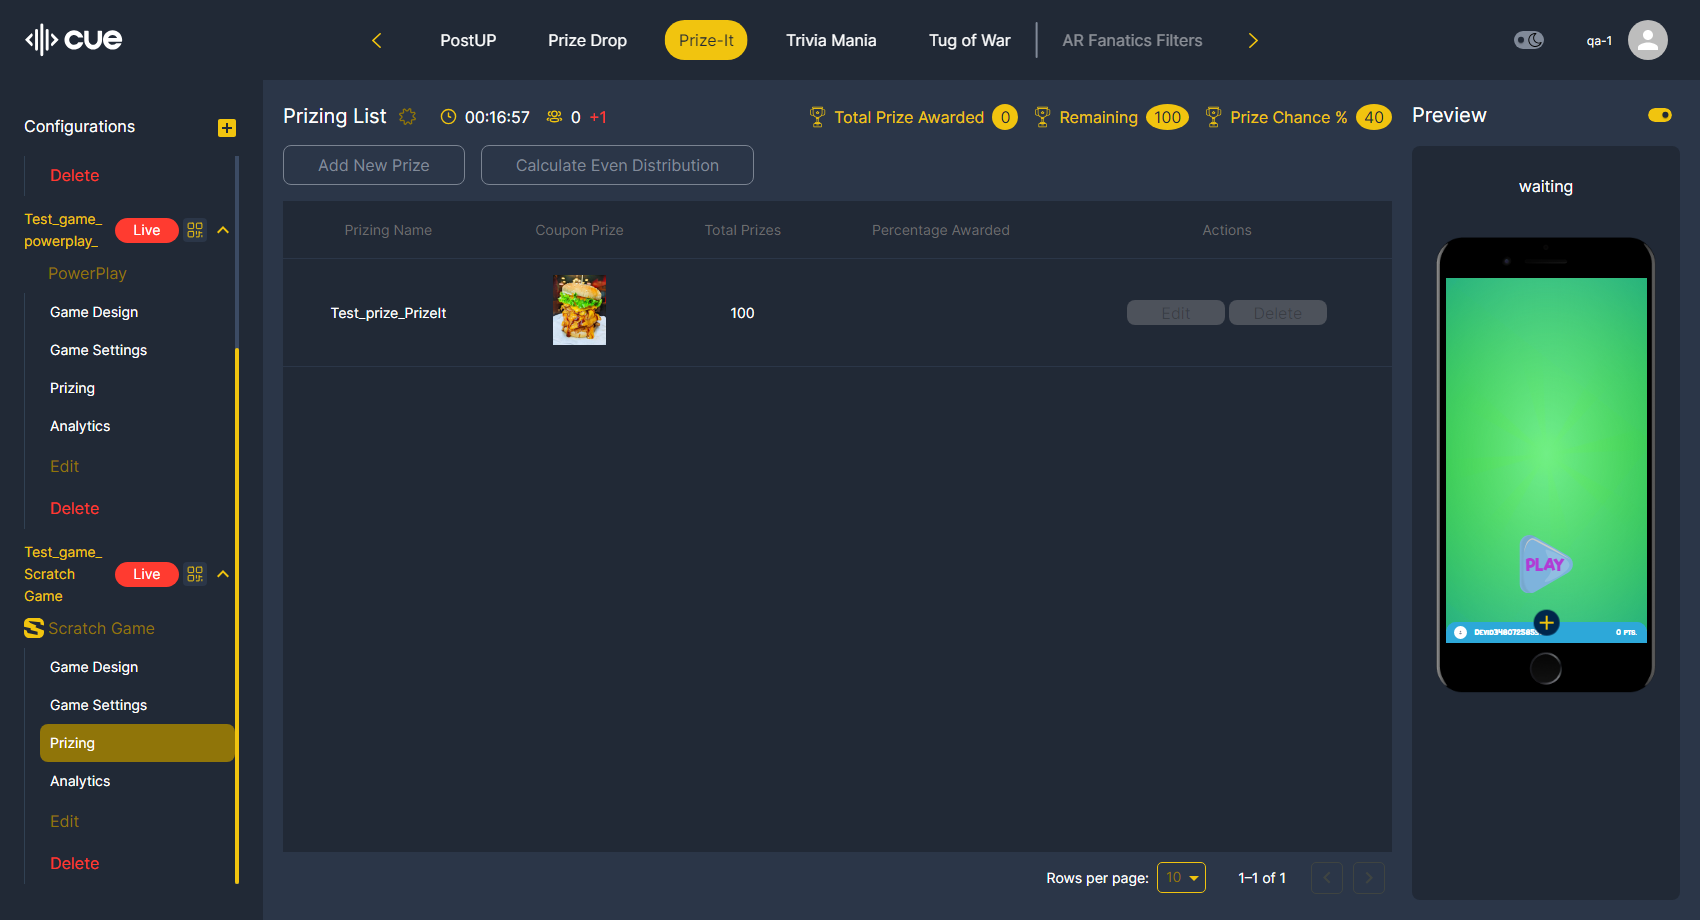 cue
PostUP
Prize Drop
Prize-It
Trivia Mania
Tug of War
AR Fanatics Filters
qa-1
Configurations
Delete
Test_game_
powerplay_
Live
PowerPlay
Game Design
Game Settings
Prizing
Analytics
Edit
Delete
Test_game_
Scratch
Game
Live
Scratch Game
Game Design
Game Settings
Prizing
Analytics
Edit
Delete
Prizing List
00:16:57
0 +1
Total Prize Awarded 0
Remaining 100
Prize Chance % 40
Add New Prize
Calculate Even Distribution
Prizing Name
Coupon Prize
Total Prizes
Percentage Awarded
Actions
Test_prize_PrizeIt
100
Edit
Delete
Rows per page: 10
1–1 of 1
Preview
waiting
PLAY
0 PTS.